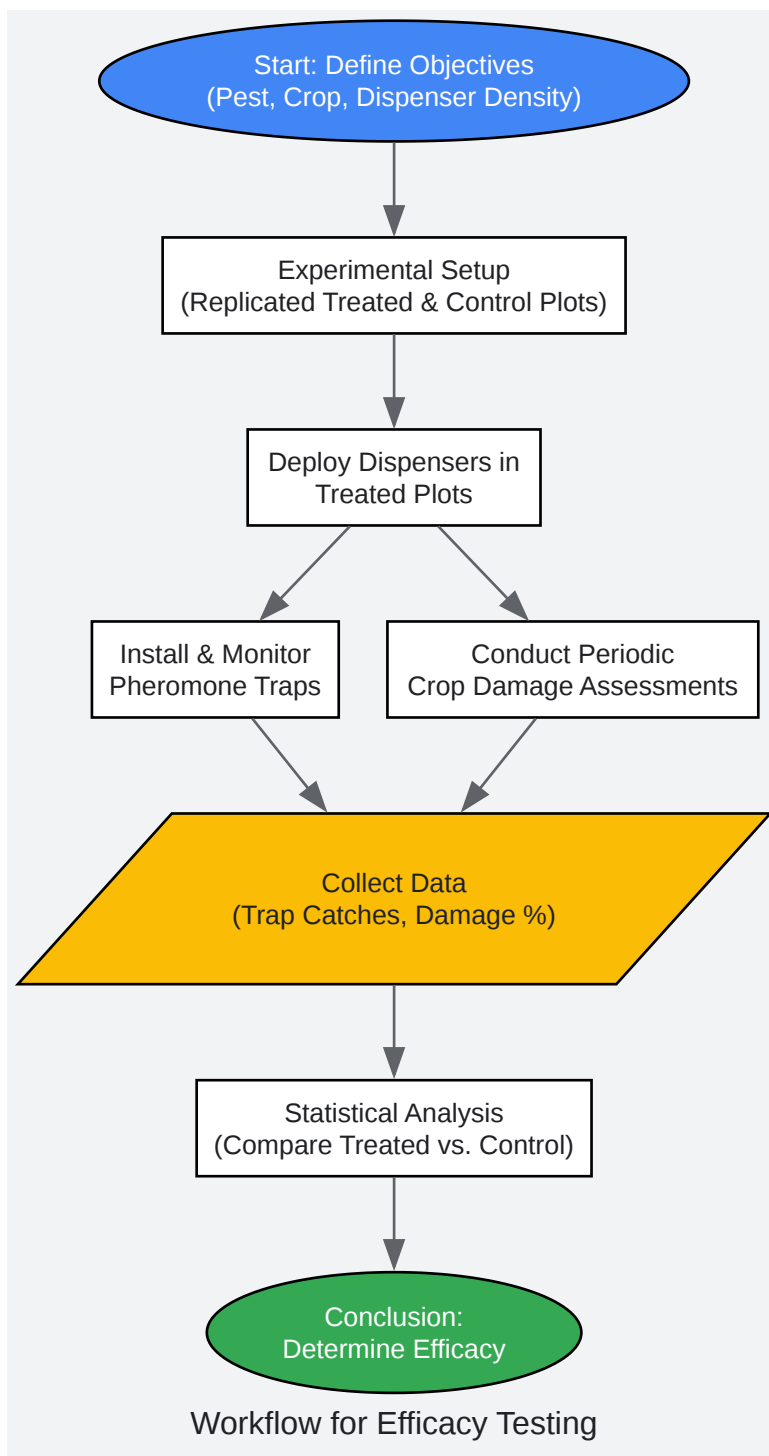 Start: Define Objectives
(Pest, Crop, Dispenser Density)
Experimental Setup
(Replicated Treated & Control Plots)
Deploy Dispensers in
Treated Plots
Install & Monitor
Pheromone Traps
Conduct Periodic
Crop Damage Assessments
Collect Data
(Trap Catches, Damage %)
Statistical Analysis
(Compare Treated vs. Control)
Conclusion:
Determine Efficacy
Workflow for Efficacy Testing